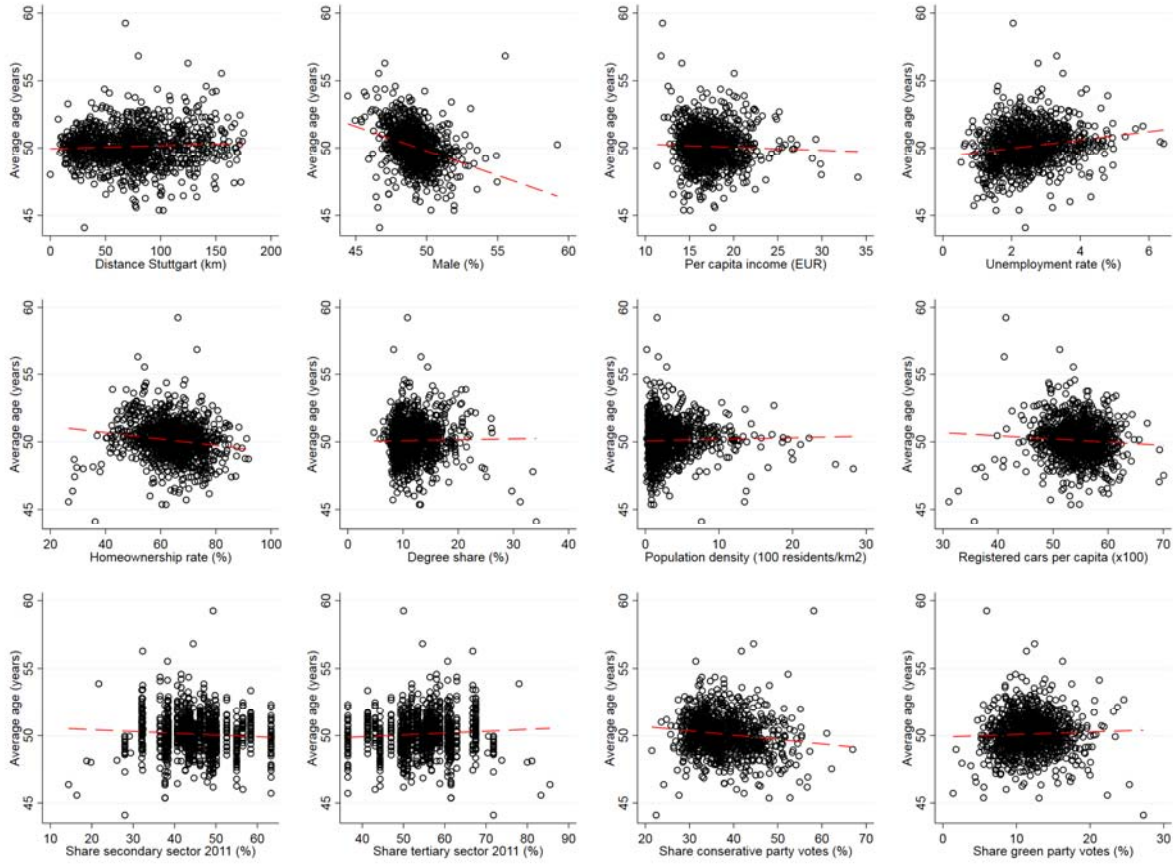 60
55
50
45
Average age (years)
0 50 100 150 200
Distance Stuttgart (km)
60
55
50
45
Average age (years)
45 50 55 60
Male (%)
60
55
50
45
Average age (years)
10 15 20 25 30 35
Per capita income (EUR)
60
55
50
45
Average age (years)
0 2 4 6
Unemployment rate (%)
60
55
50
45
Average age (years)
20 40 60 80 100
Homeownership rate (%)
60
55
50
45
Average age (years)
0 10 20 30 40
Degree share (%)
60
55
50
45
Average age (years)
0 10 20 30
Population density (100 residents/km2)
60
55
50
45
Average age (years)
30 40 50 60 70
Registered cars per capita (x100)
60
55
50
45
Average age (years)
10 20 30 40 50 60
Share secondary sector 2011 (%)
60
55
50
45
Average age (years)
40 50 60 70 80 90
Share tertiary sector 2011 (%)
60
55
50
45
Average age (years)
20 30 40 50 60 70
Share conserative party votes (%)
60
55
50
45
Average age (years)
0 10 20 30
Share green party votes (%)